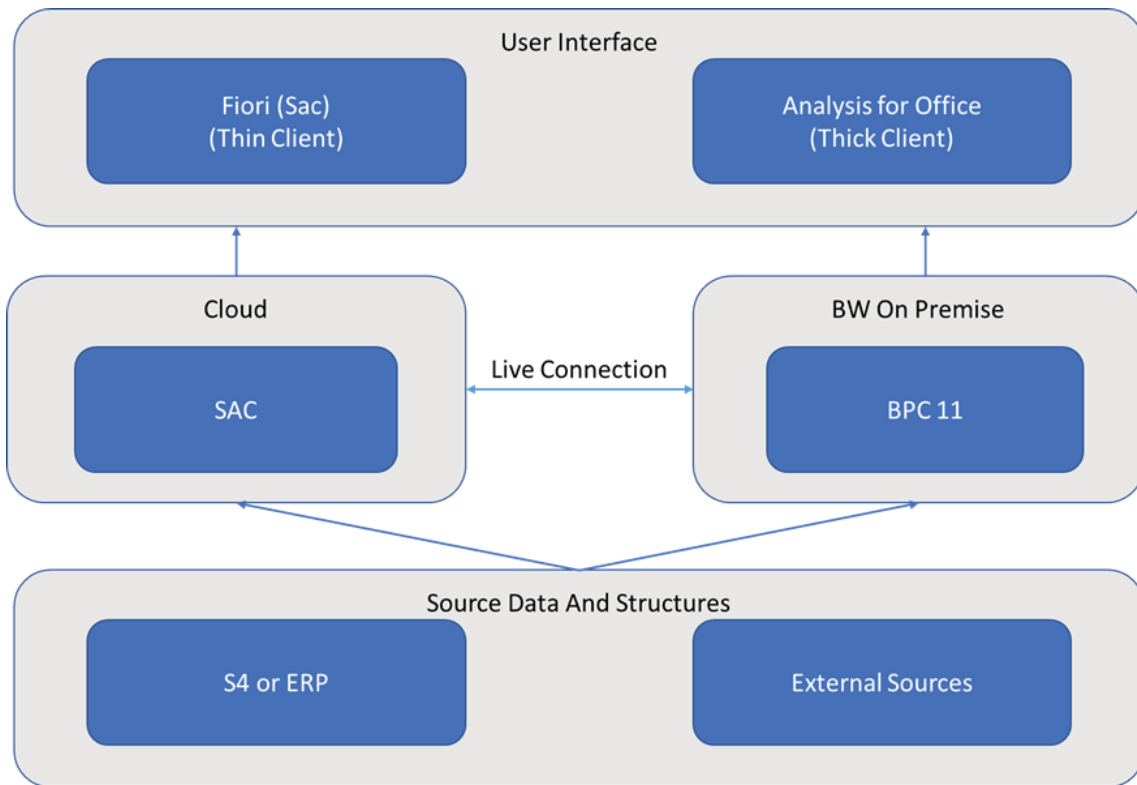 User Interface
Fiori (Sac)
(Thin Client)
Analysis for Office
(Thick Client)
Cloud
SAC
Live Connection
BW On Premise
BPC 11
Source Data And Structures
S4 or ERP
External Sources